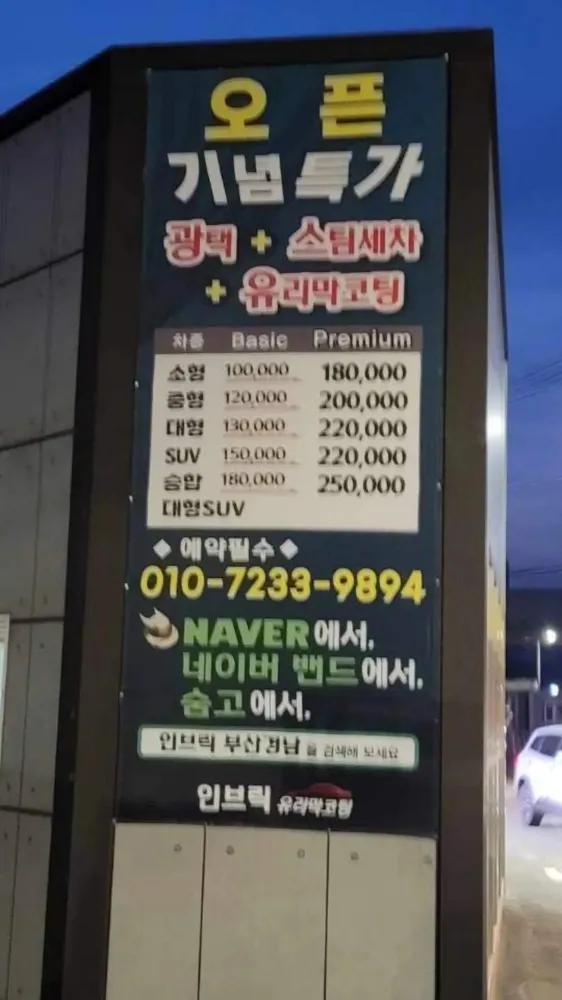 오픈
기념특가
광택 + 스팀세차
+ 유리막코팅
차종 Basic Premium
소형 100,000 180,000
중형 120,000 200,000
대형 130,000 220,000
SUV 150,000 220,000
승합 180,000 250,000
대형SUV
◆ 예약필수 ◆
010-7233-9894
NAVER에서,
네이버 밴드에서,
숨고에서,
인브릭 부산경남 을 검색해 보세요
인브릭 유리막코팅